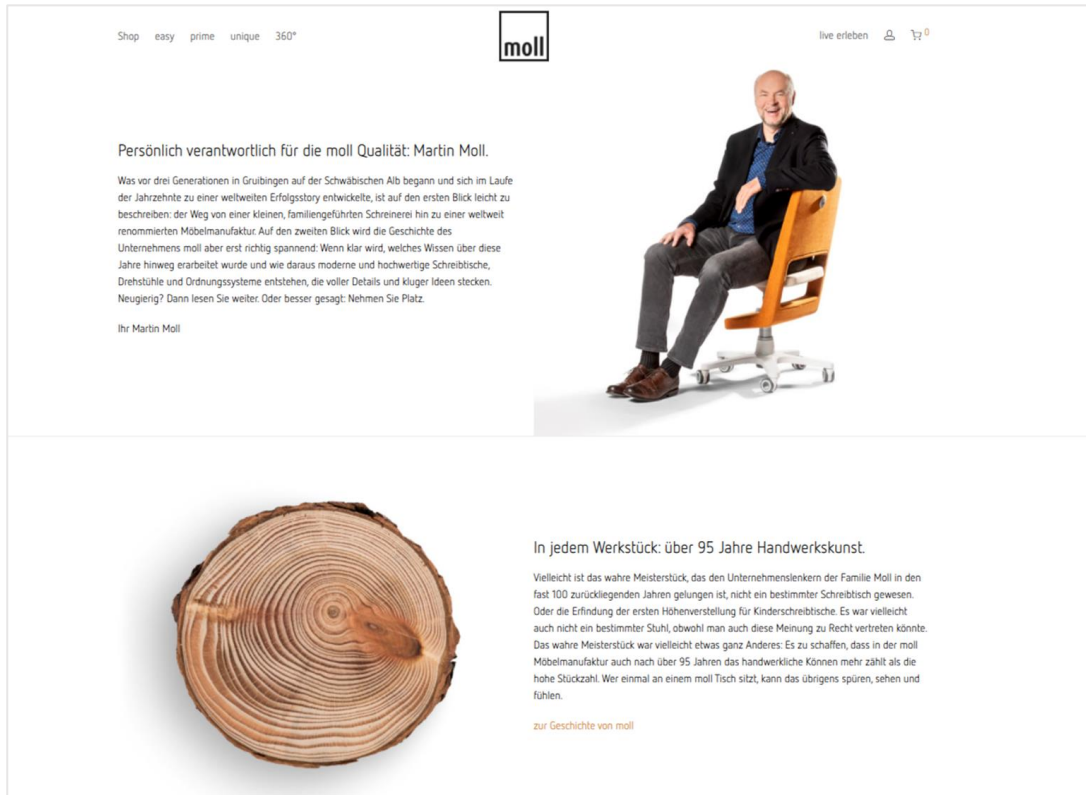 Shop easy prime unique 360°
moll
live erleben 0
Persönlich verantwortlich für die moll Qualität: Martin Moll.
Was vor drei Generationen in Gruibingen auf der Schwäbischen Alb begann und sich im Laufe
der Jahrzehnte zu einer weltweiten Erfolgsstory entwickelte, ist auf den ersten Blick leicht zu
beschreiben: der Weg von einer kleinen, familiengeführten Schreinerei hin zu einer weltweit
renommierten Möbelmanufaktur. Auf den zweiten Blick wird die Geschichte des
Unternehmens moll aber erst richtig spannend: Wenn klar wird, welches Wissen über diese
Jahre hinweg erarbeitet wurde und wie daraus moderne und hochwertige Schreibtische,
Drehstühle und Ordnungssysteme entstehen, die voller Details und kluger Ideen stecken.
Neugierig? Dann lesen Sie weiter. Oder besser gesagt: Nehmen Sie Platz.
Ihr Martin Moll
In jedem Werkstück: über 95 Jahre Handwerkskunst.
Vielleicht ist das wahre Meisterstück, das den Unternehmenslenkern der Familie Moll in den
fast 100 zurückliegenden Jahren gelungen ist, nicht ein bestimmter Schreibtisch gewesen.
Oder die Erfindung der ersten Höhenverstellung für Kinderschreibtische. Es war vielleicht
auch nicht ein bestimmter Stuhl, obwohl man auch diese Meinung zu Recht vertreten könnte.
Das wahre Meisterstück war vielleicht etwas ganz Anderes: Es zu schaffen, dass in der moll
Möbelmanufaktur auch nach über 95 Jahren das handwerkliche Können mehr zählt als die
hohe Stückzahl. Wer einmal an einem moll Tisch sitzt, kann das übrigens spüren, sehen und
fühlen.
zur Geschichte von moll